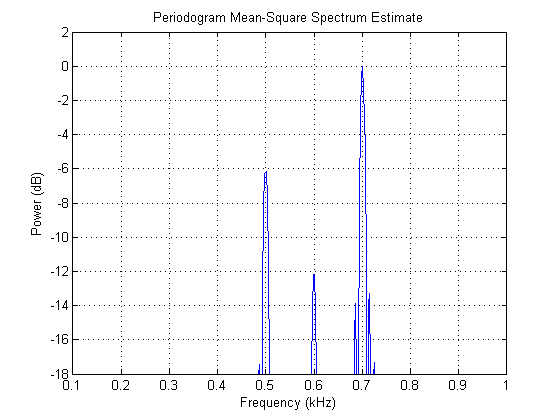 Periodogram Mean-Square Spectrum Estimate
2
0
-2
-4
-6
-8
-10
-12
-14
-16
-18
Power (dB)
0.1 0.2 0.3 0.4 0.5 0.6 0.7 0.8 0.9 1
Frequency (kHz)